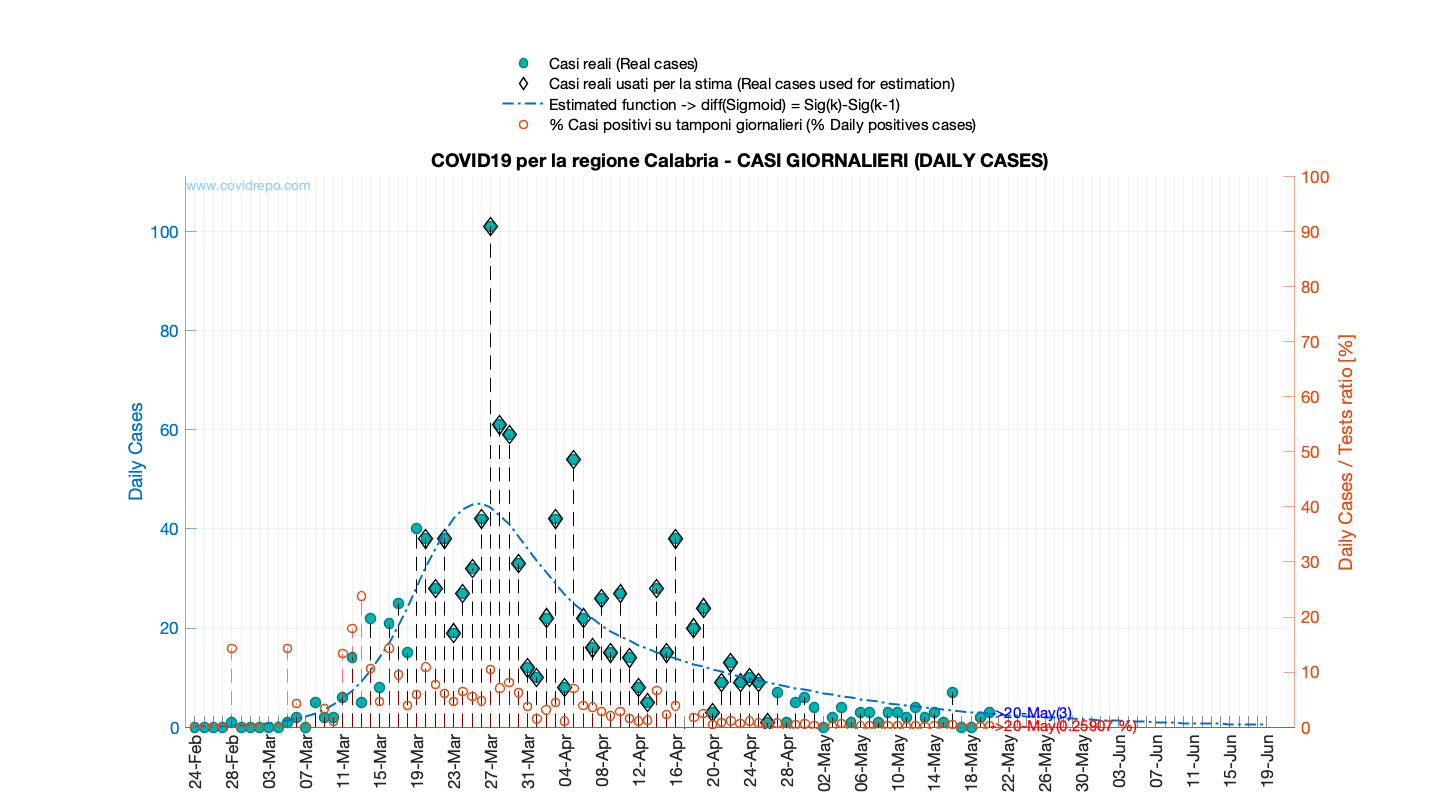 Casi reali (Real cases)
Casi reali usati per la stima (Real cases used for estimation)
Estimated function -> diff(Sigmoid) = Sig(k)-Sig(k-1)
% Casi positivi su tamponi giornalieri (% Daily positives cases)
COVID19 per la regione Calabria - CASI GIORNALIERI (DAILY CASES)
www.covidrepo.com
Daily Cases
100
80
60
40
20
0
Daily Cases / Tests ratio [%]
100
90
80
70
60
50
40
30
20
10
0
>20-May(3)
>20-May(0.25907 %)
24-Feb
28-Feb
03-Mar
07-Mar
11-Mar
15-Mar
19-Mar
23-Mar
27-Mar
31-Mar
04-Apr
08-Apr
12-Apr
16-Apr
20-Apr
24-Apr
28-Apr
02-May
06-May
10-May
14-May
18-May
22-May
26-May
30-May
03-Jun
07-Jun
11-Jun
15-Jun
19-Jun